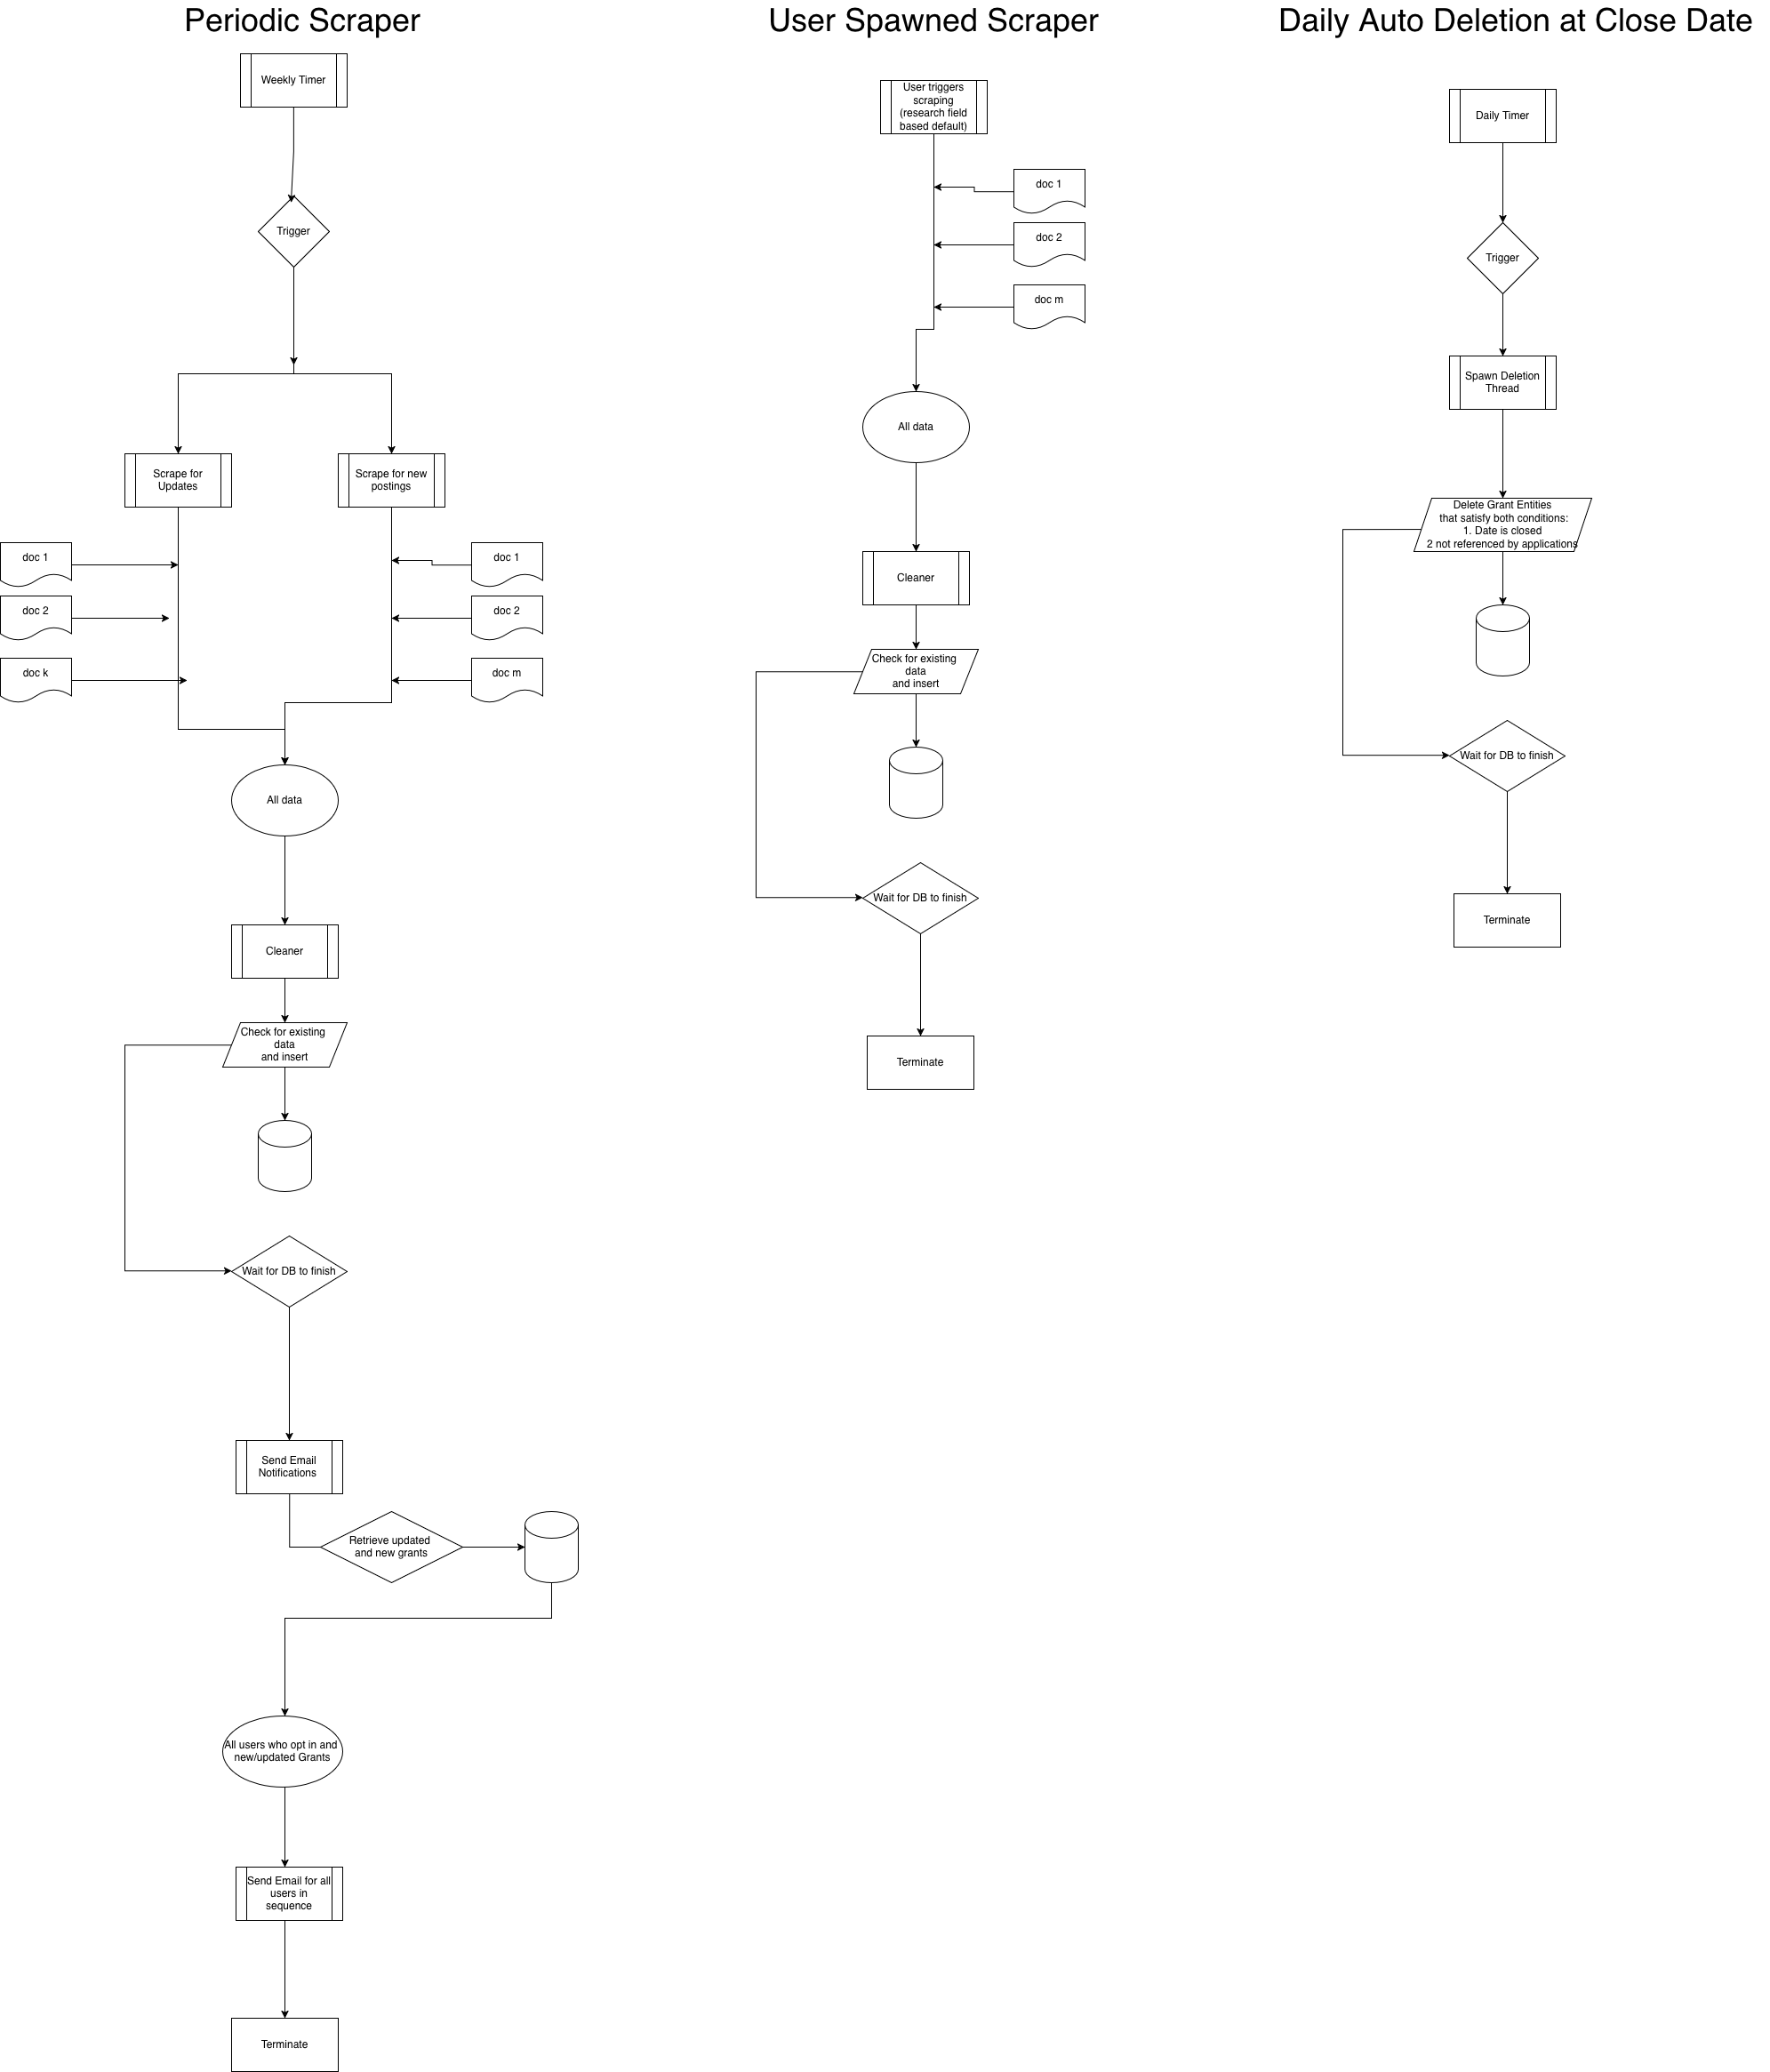 Periodic Scraper
Weekly Timer
Trigger
Scrape for
Updates
Scrape for new
postings
doc 1
doc 2
doc k
doc 1
doc 2
doc m
All data
Cleaner
Check for existing
data
and insert
Wait for DB to finish
Send Email
Notifications
Retrieve updated
and new grants
All users who opt in and
new/updated Grants
Send Email for all
users in
sequence
Terminate
User Spawned Scraper
User triggers
scraping
(research field
based default)
doc 1
doc 2
doc m
All data
Cleaner
Check for existing
data
and insert
Wait for DB to finish
Terminate
Daily Auto Deletion at Close Date
Daily Timer
Trigger
Spawn Deletion
Thread
Delete Grant Entities
that satisfy both conditions:
1. Date is closed
2 not referenced by applications
Wait for DB to finish
Terminate